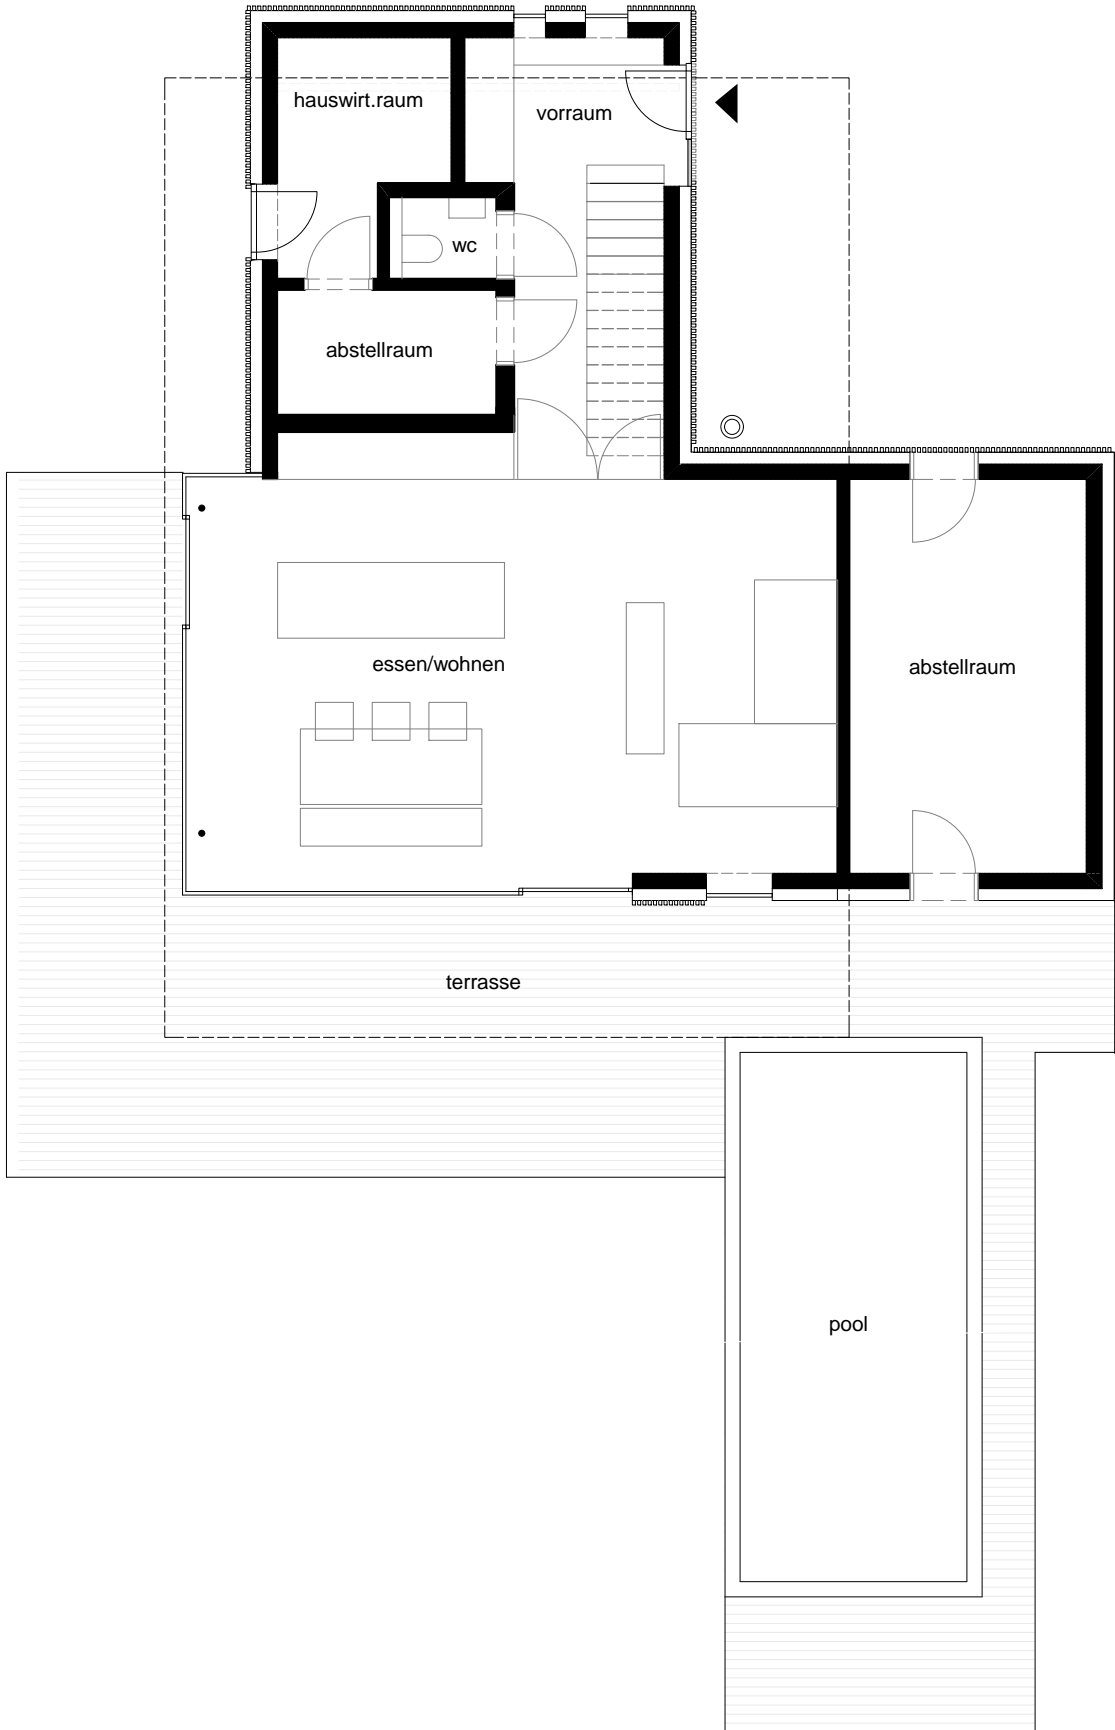 hauswirt.raum
vorraum
wc
abstellraum
essen/wohnen
abstellraum
terrasse
pool